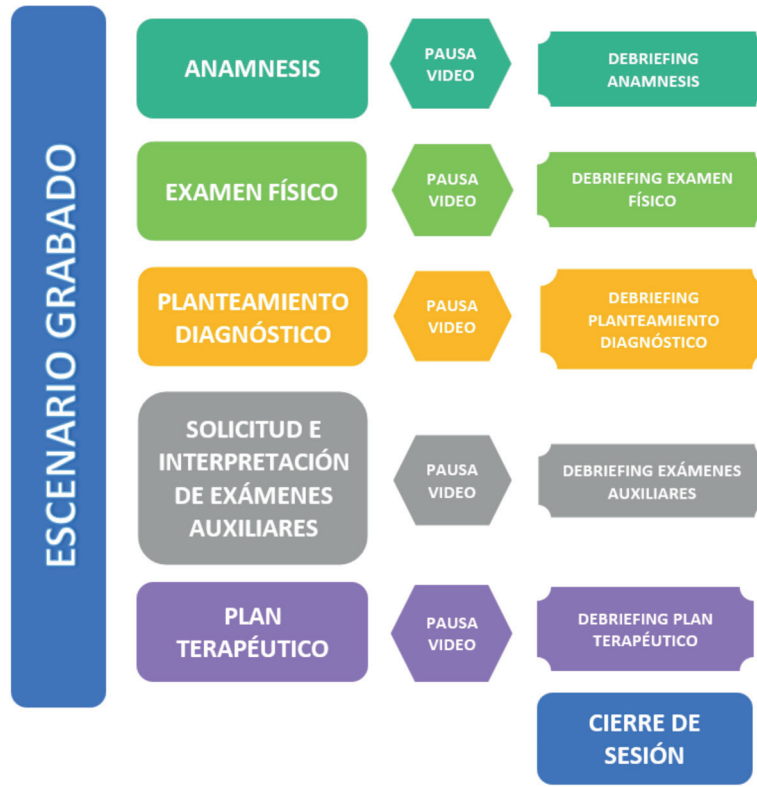 ESCENARIO GRABADO
ANAMNESIS
PAUSA
VIDEO
DEBRIEFING
ANAMNESIS
EXAMEN FÍSICO
PAUSA
VIDEO
DEBRIEFING EXAMEN
FÍSICO
PLANTEAMIENTO
DIAGNÓSTICO
PAUSA
VIDEO
DEBRIEFING
PLANTEAMIENTO
DIAGNÓSTICO
SOLICITUD E
INTERPRETACIÓN
DE EXÁMENES
AUXILIARES
PAUSA
VIDEO
DEBRIEFING EXÁMENES
AUXILIARES
PLAN
TERAPÉUTICO
PAUSA
VIDEO
DEBRIEFING PLAN
TERAPÉUTICO
CIERRE DE
SESIÓN